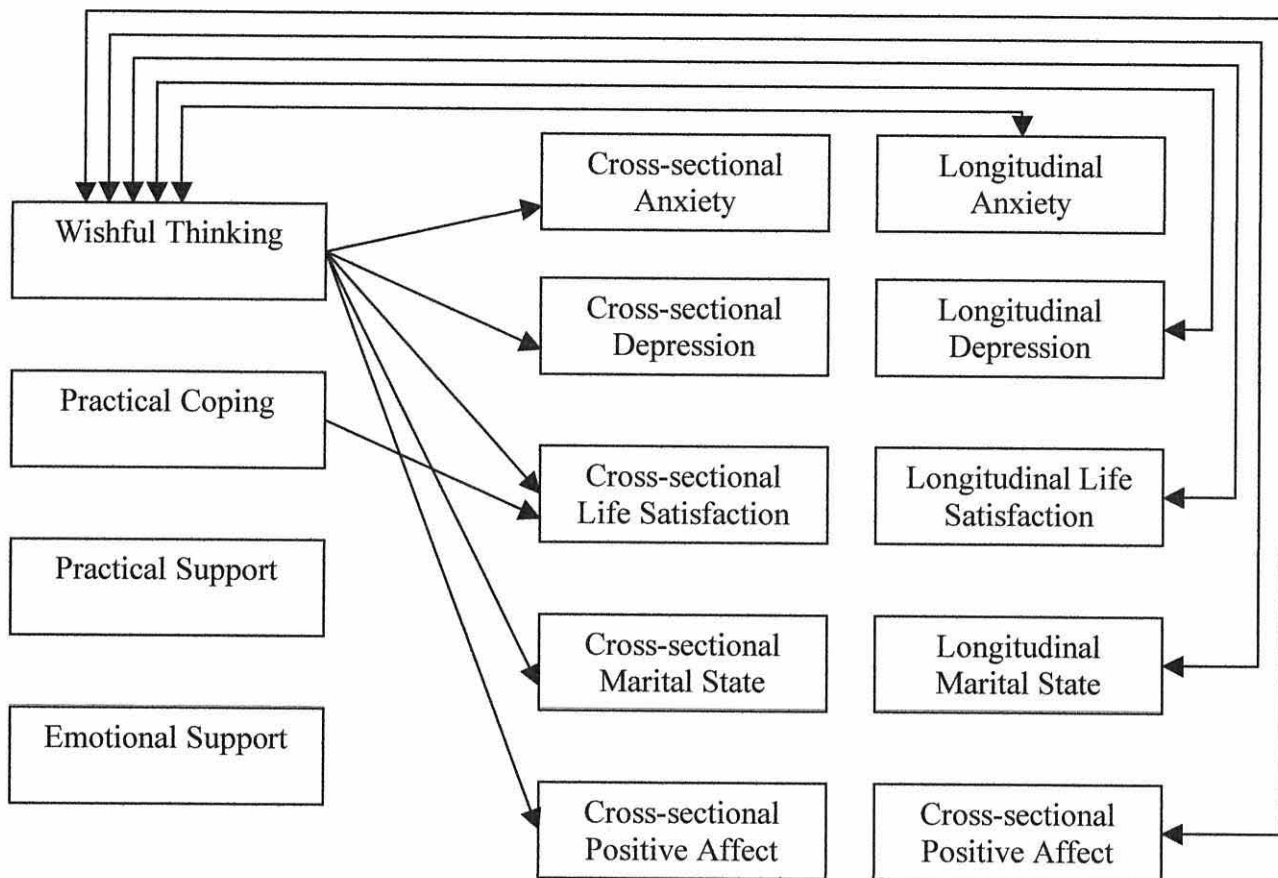 Wishful Thinking
Practical Coping
Practical Support
Emotional Support
Cross-sectional
Anxiety
Cross-sectional
Depression
Cross-sectional
Life Satisfaction
Cross-sectional
Marital State
Cross-sectional
Positive Affect
Longitudinal
Anxiety
Longitudinal
Depression
Longitudinal Life
Satisfaction
Longitudinal
Marital State
Cross-sectional
Positive Affect